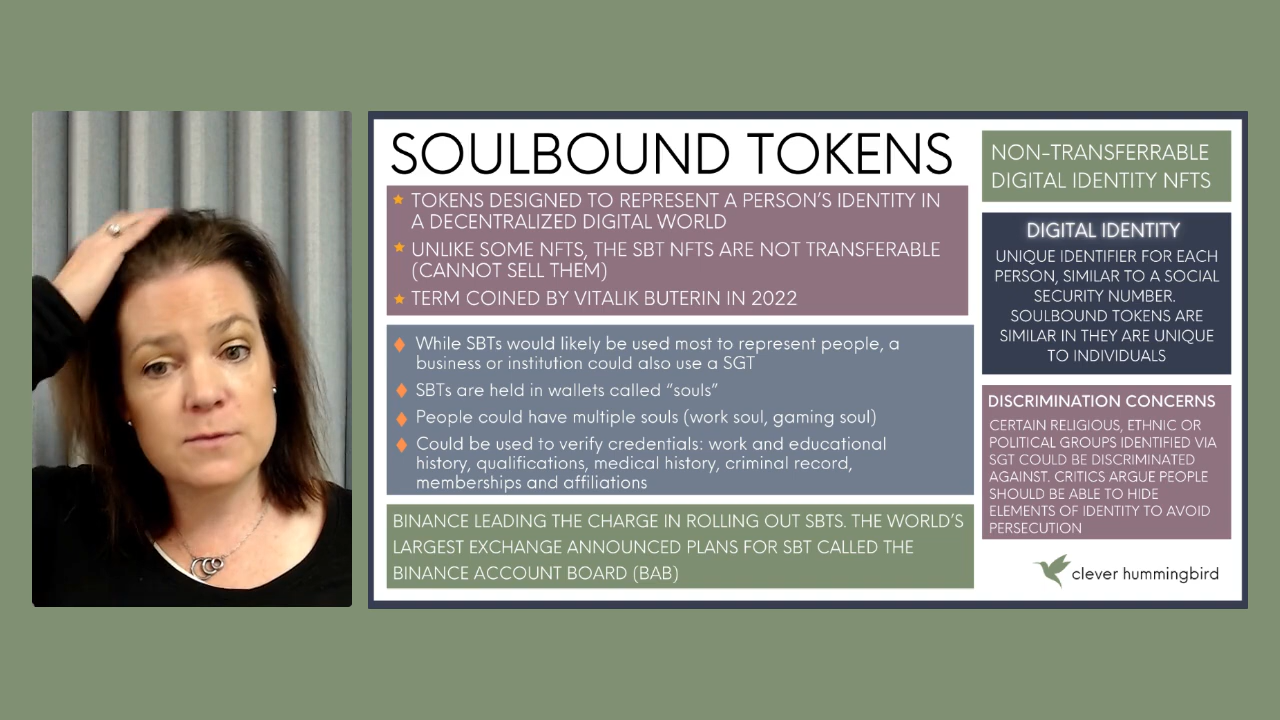 SOULBOUND TOKENS
TOKENS DESIGNED TO REPRESENT A PERSON'S IDENTITY IN
A DECENTRALIZED DIGITAL WORLD
UNLIKE SOME NFTS, THE SBT NFTS ARE NOT TRANSFERABLE
(CANNOT SELL THEM)
TERM COINED BY VITALIK BUTERIN IN 2022
While SBTs would likely be used most to represent people, a
business or institution could also use a SGT
SBTs are held in wallets called "souls"
People could have multiple souls (work soul, gaming soul)
Could be used to verify credentials: work and educational
history, qualifications, medical history, criminal record,
memberships and affiliations
BINANCE LEADING THE CHARGE IN ROLLING OUT SBTS. THE WORLD'S
LARGEST EXCHANGE ANNOUNCED PLANS FOR SBT CALLED THE
BINANCE ACCOUNT BOARD (BAB)
NON-TRANSFERRABLE
DIGITAL IDENTITY NFTS
DIGITAL IDENTITY
UNIQUE IDENTIFIER FOR EACH
PERSON, SIMILAR TO A SOCIAL
SECURITY NUMBER.
SOULBOUND TOKENS ARE
SIMILAR IN THEY ARE UNIQUE
TO INDIVIDUALS
DISCRIMINATION CONCERNS
CERTAIN RELIGIOUS, ETHNIC OR
POLITICAL GROUPS IDENTIFIED VIA
SGT COULD BE DISCRIMINATED
AGAINST. CRITICS ARGUE PEOPLE
SHOULD BE ABLE TO HIDE
ELEMENTS OF IDENTITY TO AVOID
PERSECUTION
clever hummingbird